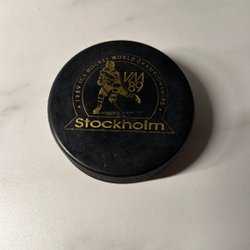 • 1989 ICE HOCKEY WORLD CHAMPIONSHIPS •
VM
89
Stockholm